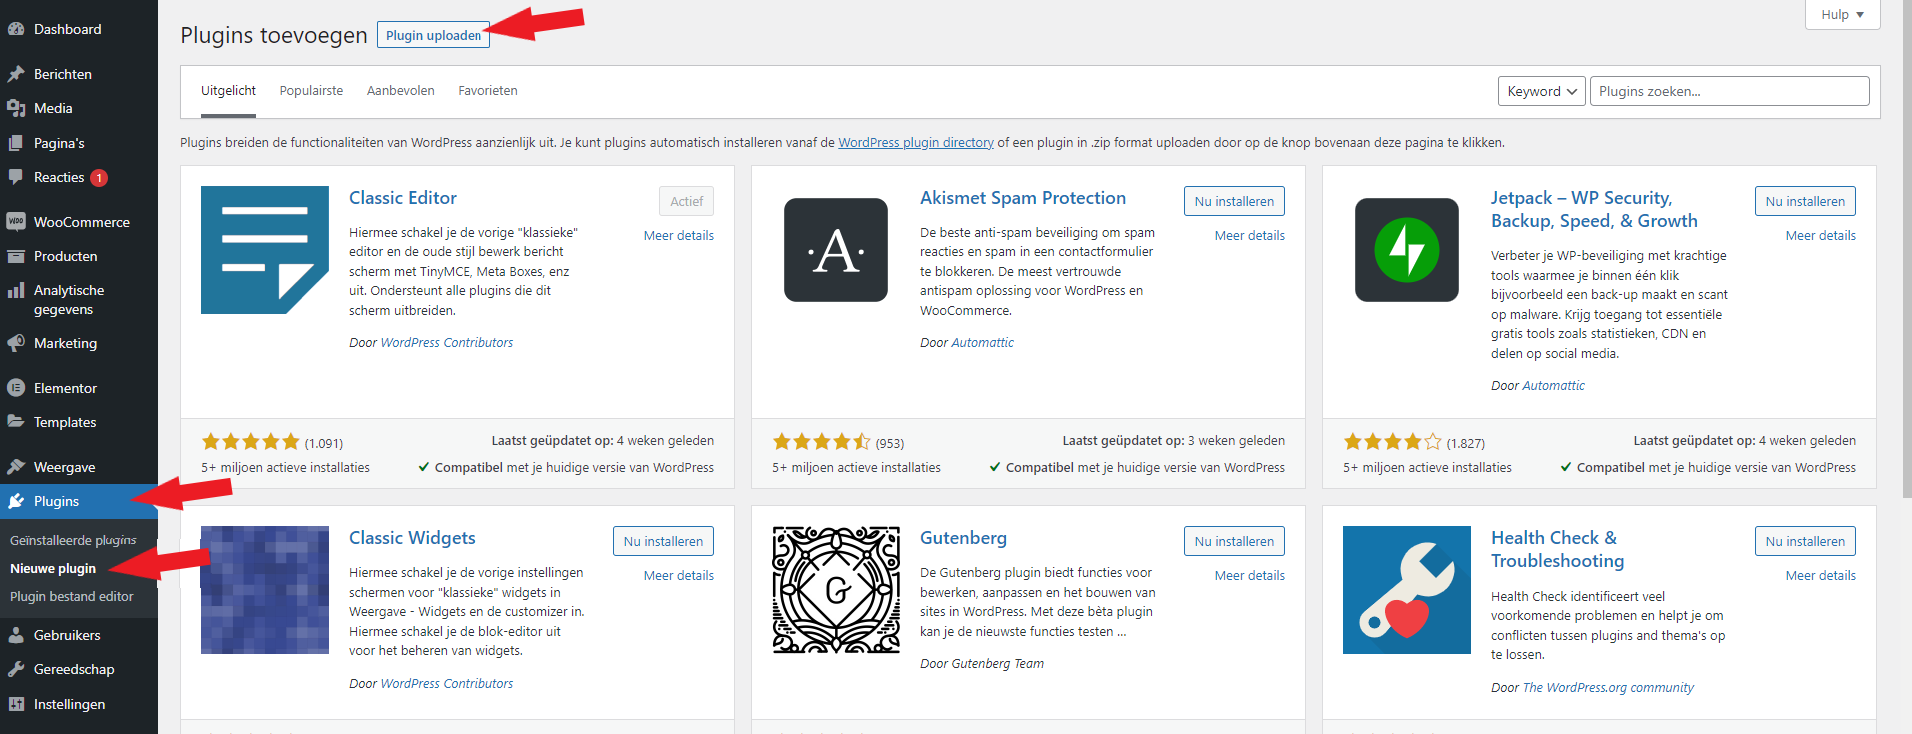 Dashboard
Berichten
Media
Pagina's
Reacties 1
WooCommerce
Producten
Analytische
gegevens
Marketing
Elementor
Templates
Weergave
Plugins
Geïnstalleerde plugins
Nieuwe plugin
Plugin bestand editor
Gebruikers
Gereedschap
Instellingen
Hulp
Plugins toevoegen Plugin uploaden
Uitgelicht Populairste Aanbevolen Favorieten Keyword Plugins zoeken...
Plugins breiden de functionaliteiten van WordPress aanzienlijk uit. Je kunt plugins automatisch installeren vanaf de WordPress plugin directory of een plugin in .zip format uploaden door op de knop bovenaan deze pagina te klikken.
Classic Editor
Actief
Meer details
Hiermee schakel je de vorige "klassieke"
editor en de oude stijl bewerk bericht
scherm met TinyMCE, Meta Boxes, enz
uit. Ondersteunt alle plugins die dit
scherm uitbreiden.
Door WordPress Contributors
(1.091)
5+ miljoen actieve installaties
Laatst geüpdatet op: 4 weken geleden
Compatibel met je huidige versie van WordPress
·A·
Akismet Spam Protection
Nu installeren
Meer details
De beste anti-spam beveiliging om spam
reacties en spam in een contactformulier
te blokkeren. De meest vertrouwde
antispam oplossing voor WordPress en
WooCommerce.
Door Automattic
(953)
5+ miljoen actieve installaties
Laatst geüpdatet op: 3 weken geleden
Compatibel met je huidige versie van WordPress
Jetpack – WP Security,
Backup, Speed, & Growth
Nu installeren
Meer details
Verbeter je WP-beveiliging met krachtige
tools waarmee je binnen één klik
bijvoorbeeld een back-up maakt en scant
op malware. Krijg toegang tot essentiële
gratis tools zoals statistieken, CDN en
delen op social media.
Door Automattic
(1.827)
5+ miljoen actieve installaties
Laatst geüpdatet op: 4 weken geleden
Compatibel met je huidige versie van WordPress
Classic Widgets
Nu installeren
Meer details
Hiermee schakel je de vorige instellingen
schermen voor "klassieke" widgets in
Weergave - Widgets en de customizer in.
Hiermee schakel je de blok-editor uit
voor het beheren van widgets.
Door WordPress Contributors
G
Gutenberg
Nu installeren
Meer details
De Gutenberg plugin biedt functies voor
bewerken, aanpassen en het bouwen van
sites in WordPress. Met deze bèta plugin
kan je de nieuwste functies testen ...
Door Gutenberg Team
Health Check &
Troubleshooting
Nu installeren
Meer details
Health Check identificeert veel
voorkomende problemen en helpt je om
conflicten tussen plugins and thema's op
te lossen.
Door The WordPress.org community